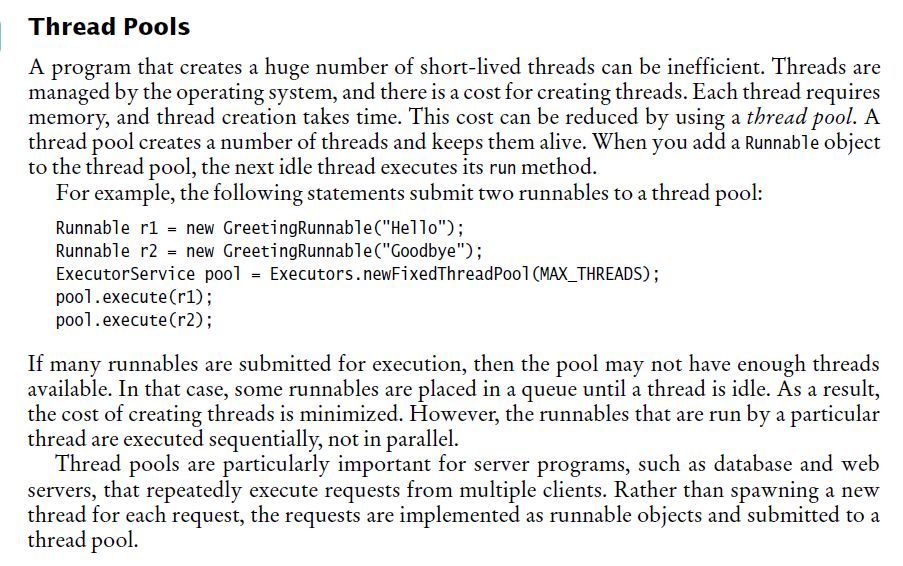 Thread Pools
A program that creates a huge number of short-lived threads can be inefficient. Threads are
managed by the operating system, and there is a cost for creating threads. Each thread requires
memory, and thread creation takes time. This cost can be reduced by using a thread pool. A
thread pool creates a number of threads and keeps them alive. When you add a Runnable object
to the thread pool, the next idle thread executes its run method.
For example, the following statements submit two runnables to a thread pool:
Runnable r1 = new GreetingRunnable("Hello");
Runnable r2 = new GreetingRunnable("Goodbye");
ExecutorService pool = Executors.newFixedThreadPool(MAX_THREADS);
pool.execute(r1);
pool.execute(r2);
If many runnables are submitted for execution, then the pool may not have enough threads
available. In that case, some runnables are placed in a queue until a thread is idle. As a result,
the cost of creating threads is minimized. However, the runnables that are run by a particular
thread are executed sequentially, not in parallel.
Thread pools are particularly important for server programs, such as database and web
servers, that repeatedly execute requests from multiple clients. Rather than spawning a new
thread for each request, the requests are implemented as runnable objects and submitted to a
thread pool.